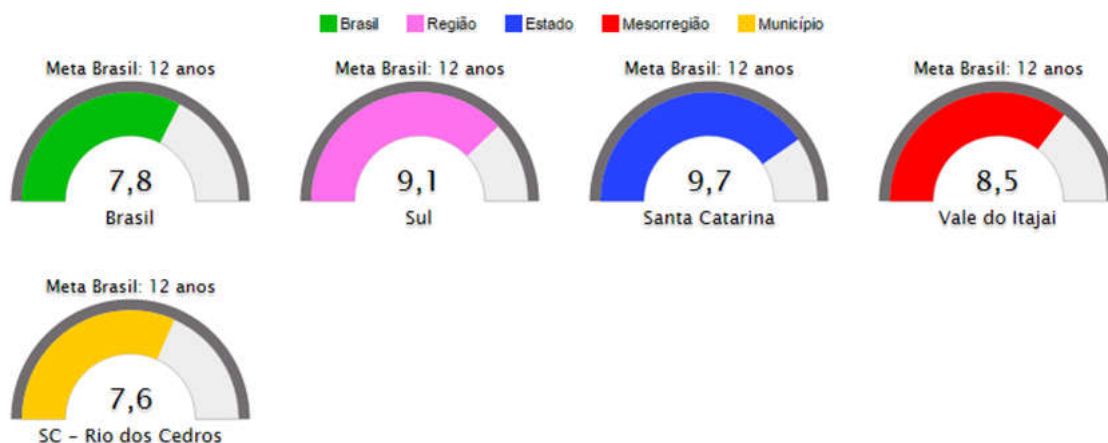 Brasil Região Estado Mesorregião Município
Meta Brasil: 12 anos
7,8
Brasil
Meta Brasil: 12 anos
9,1
Sul
Meta Brasil: 12 anos
9,7
Santa Catarina
Meta Brasil: 12 anos
8,5
Vale do Itajai
Meta Brasil: 12 anos
7,6
SC - Rio dos Cedros